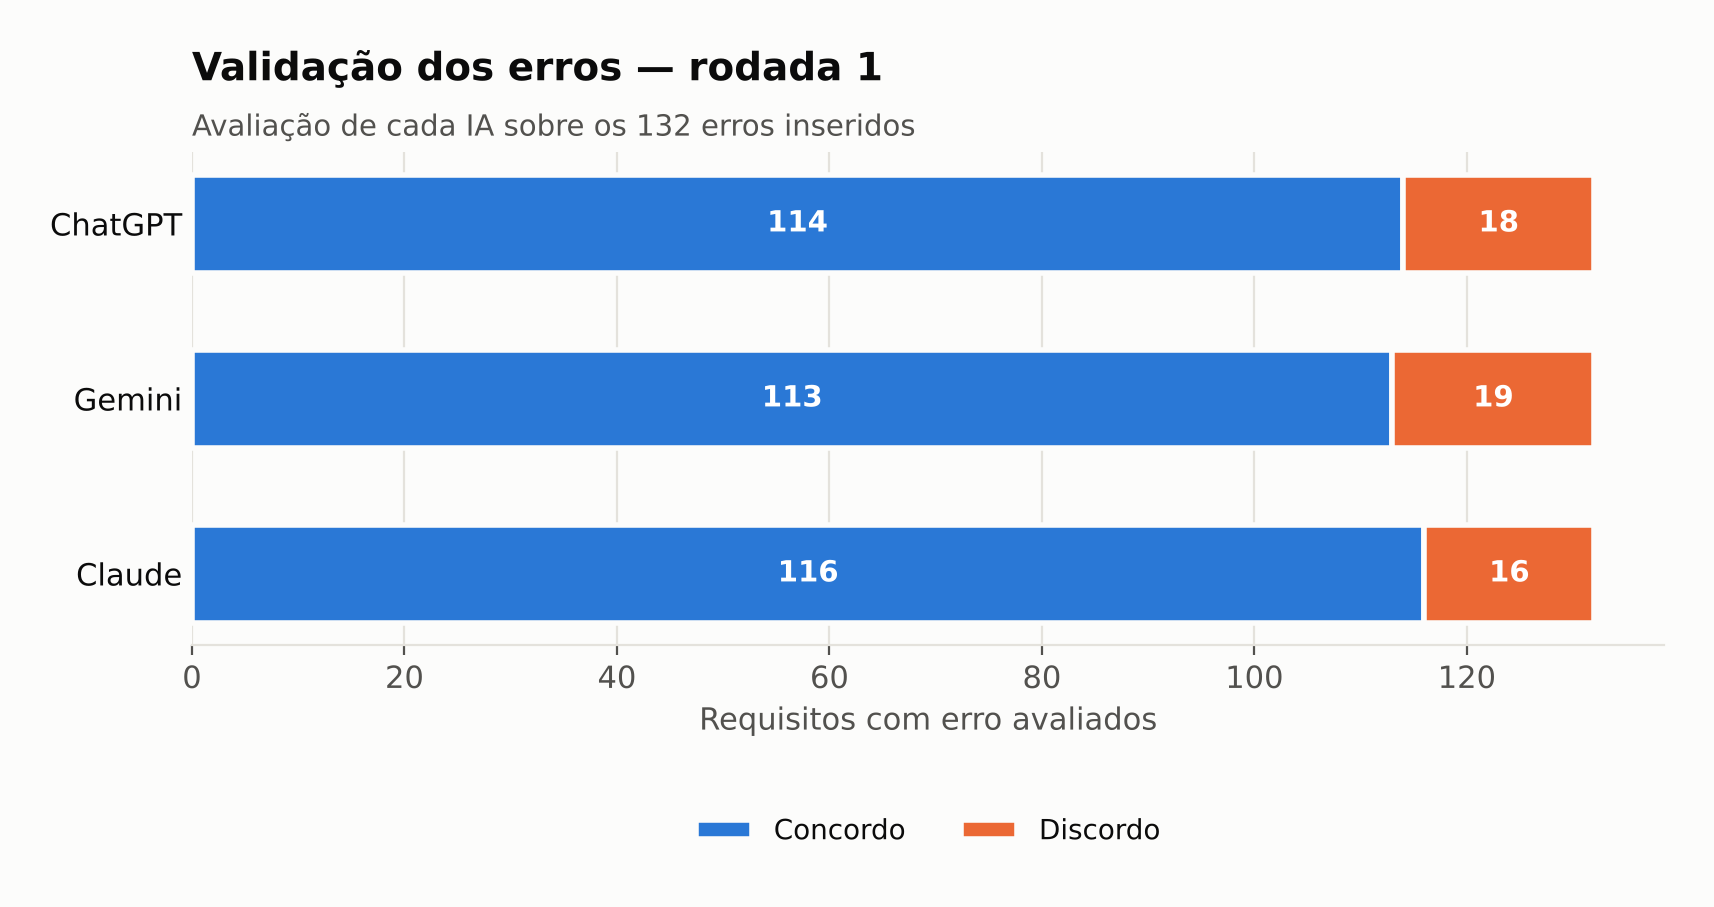 Validação dos erros — rodada 1
Avaliação de cada IA sobre os 132 erros inseridos
ChatGPT 114 18
Gemini 113 19
Claude 116 16
0 20 40 60 80 100 120
Requisitos com erro avaliados
Concordo Discordo